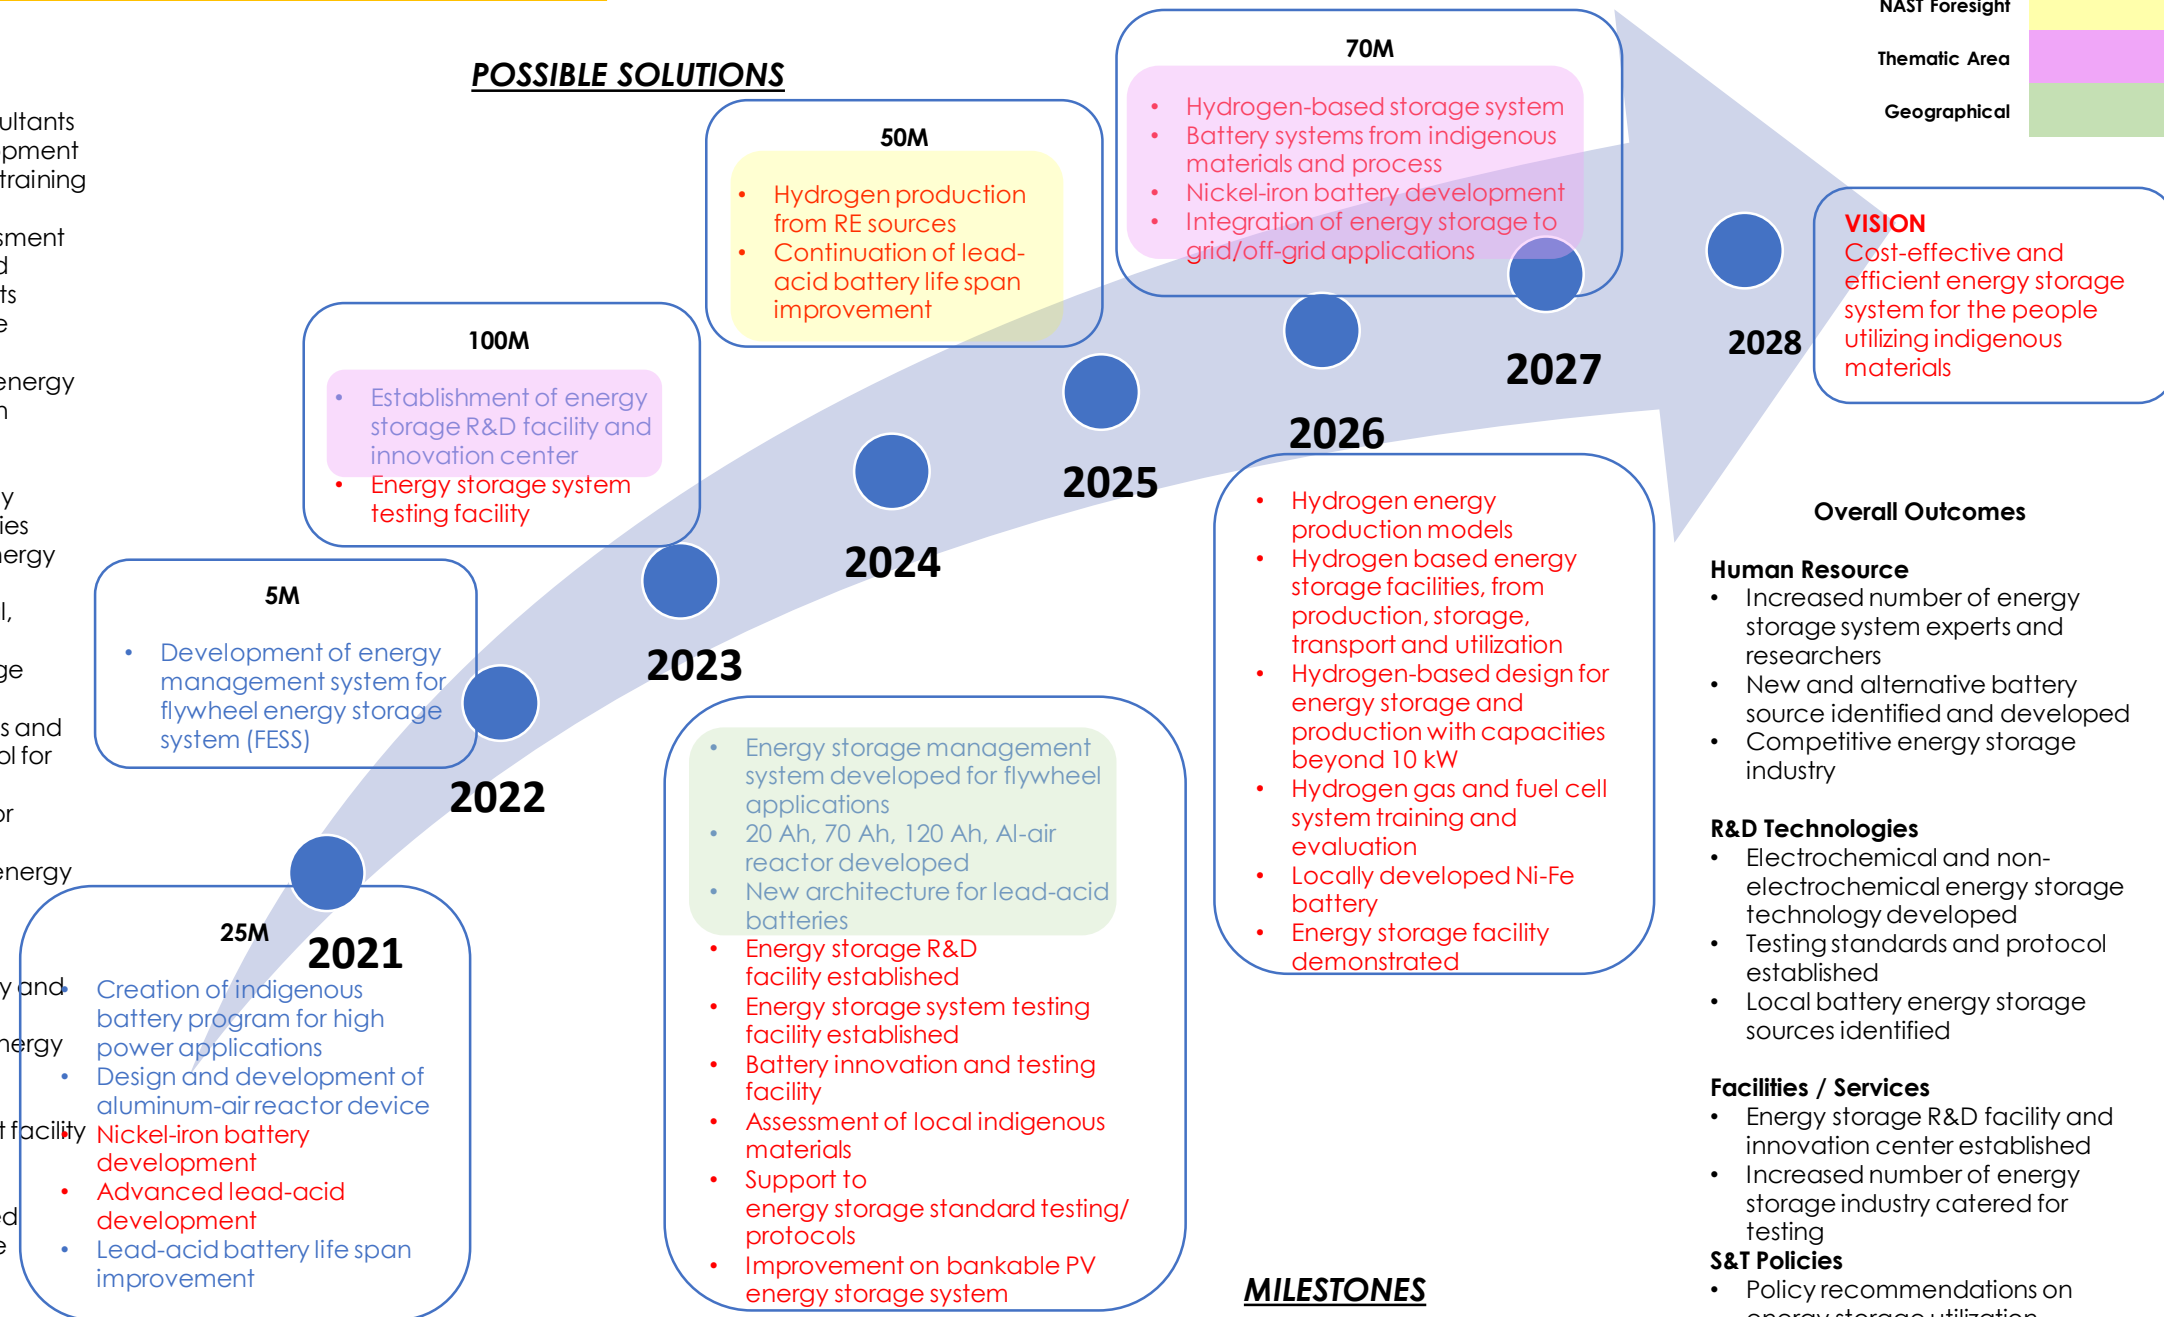 NAST Foresight
Thematic Area
Geographical
POSSIBLE SOLUTIONS
training
energy
energy
s and
or
energy
y and
t facility
25M
2021
• Creation of indigenous
battery program for high
power applications
• Design and development of
aluminum-air reactor device
• Nickel-iron battery
development
• Advanced lead-acid
development
• Lead-acid battery life span
improvement
5M
• Development of energy
management system for
flywheel energy storage
system (FESS)
2022
100M
• Establishment of energy
storage R&D facility and
innovation center
• Energy storage system
testing facility
2023
50M
• Hydrogen production
from RE sources
• Continuation of lead-
acid battery life span
improvement
2024
2025
70M
• Hydrogen-based storage system
• Battery systems from indigenous
materials and process
• Nickel-iron battery development
• Integration of energy storage to
grid/off-grid applications
2026
2027
2028
VISION
Cost-effective and
efficient energy storage
system for the people
utilizing indigenous
materials
• Energy storage management
system developed for flywheel
applications
• 20 Ah, 70 Ah, 120 Ah, Al-air
reactor developed
• New architecture for lead-acid
batteries
• Energy storage R&D
facility established
• Energy storage system testing
facility established
• Battery innovation and testing
facility
• Assessment of local indigenous
materials
• Support to
energy storage standard testing/
protocols
• Improvement on bankable PV
energy storage system
• Hydrogen energy
production models
• Hydrogen based energy
storage facilities, from
production, storage,
transport and utilization
• Hydrogen-based design for
energy storage and
production with capacities
beyond 10 kW
• Hydrogen gas and fuel cell
system training and
evaluation
• Locally developed Ni-Fe
battery
• Energy storage facility
demonstrated
MILESTONES
Overall Outcomes
Human Resource
• Increased number of energy
storage system experts and
researchers
• New and alternative battery
source identified and developed
• Competitive energy storage
industry
R&D Technologies
• Electrochemical and non-
electrochemical energy storage
technology developed
• Testing standards and protocol
established
• Local battery energy storage
sources identified
Facilities / Services
• Energy storage R&D facility and
innovation center established
• Increased number of energy
storage industry catered for
testing
S&T Policies
• Policy recommendations on
energy storage utilization